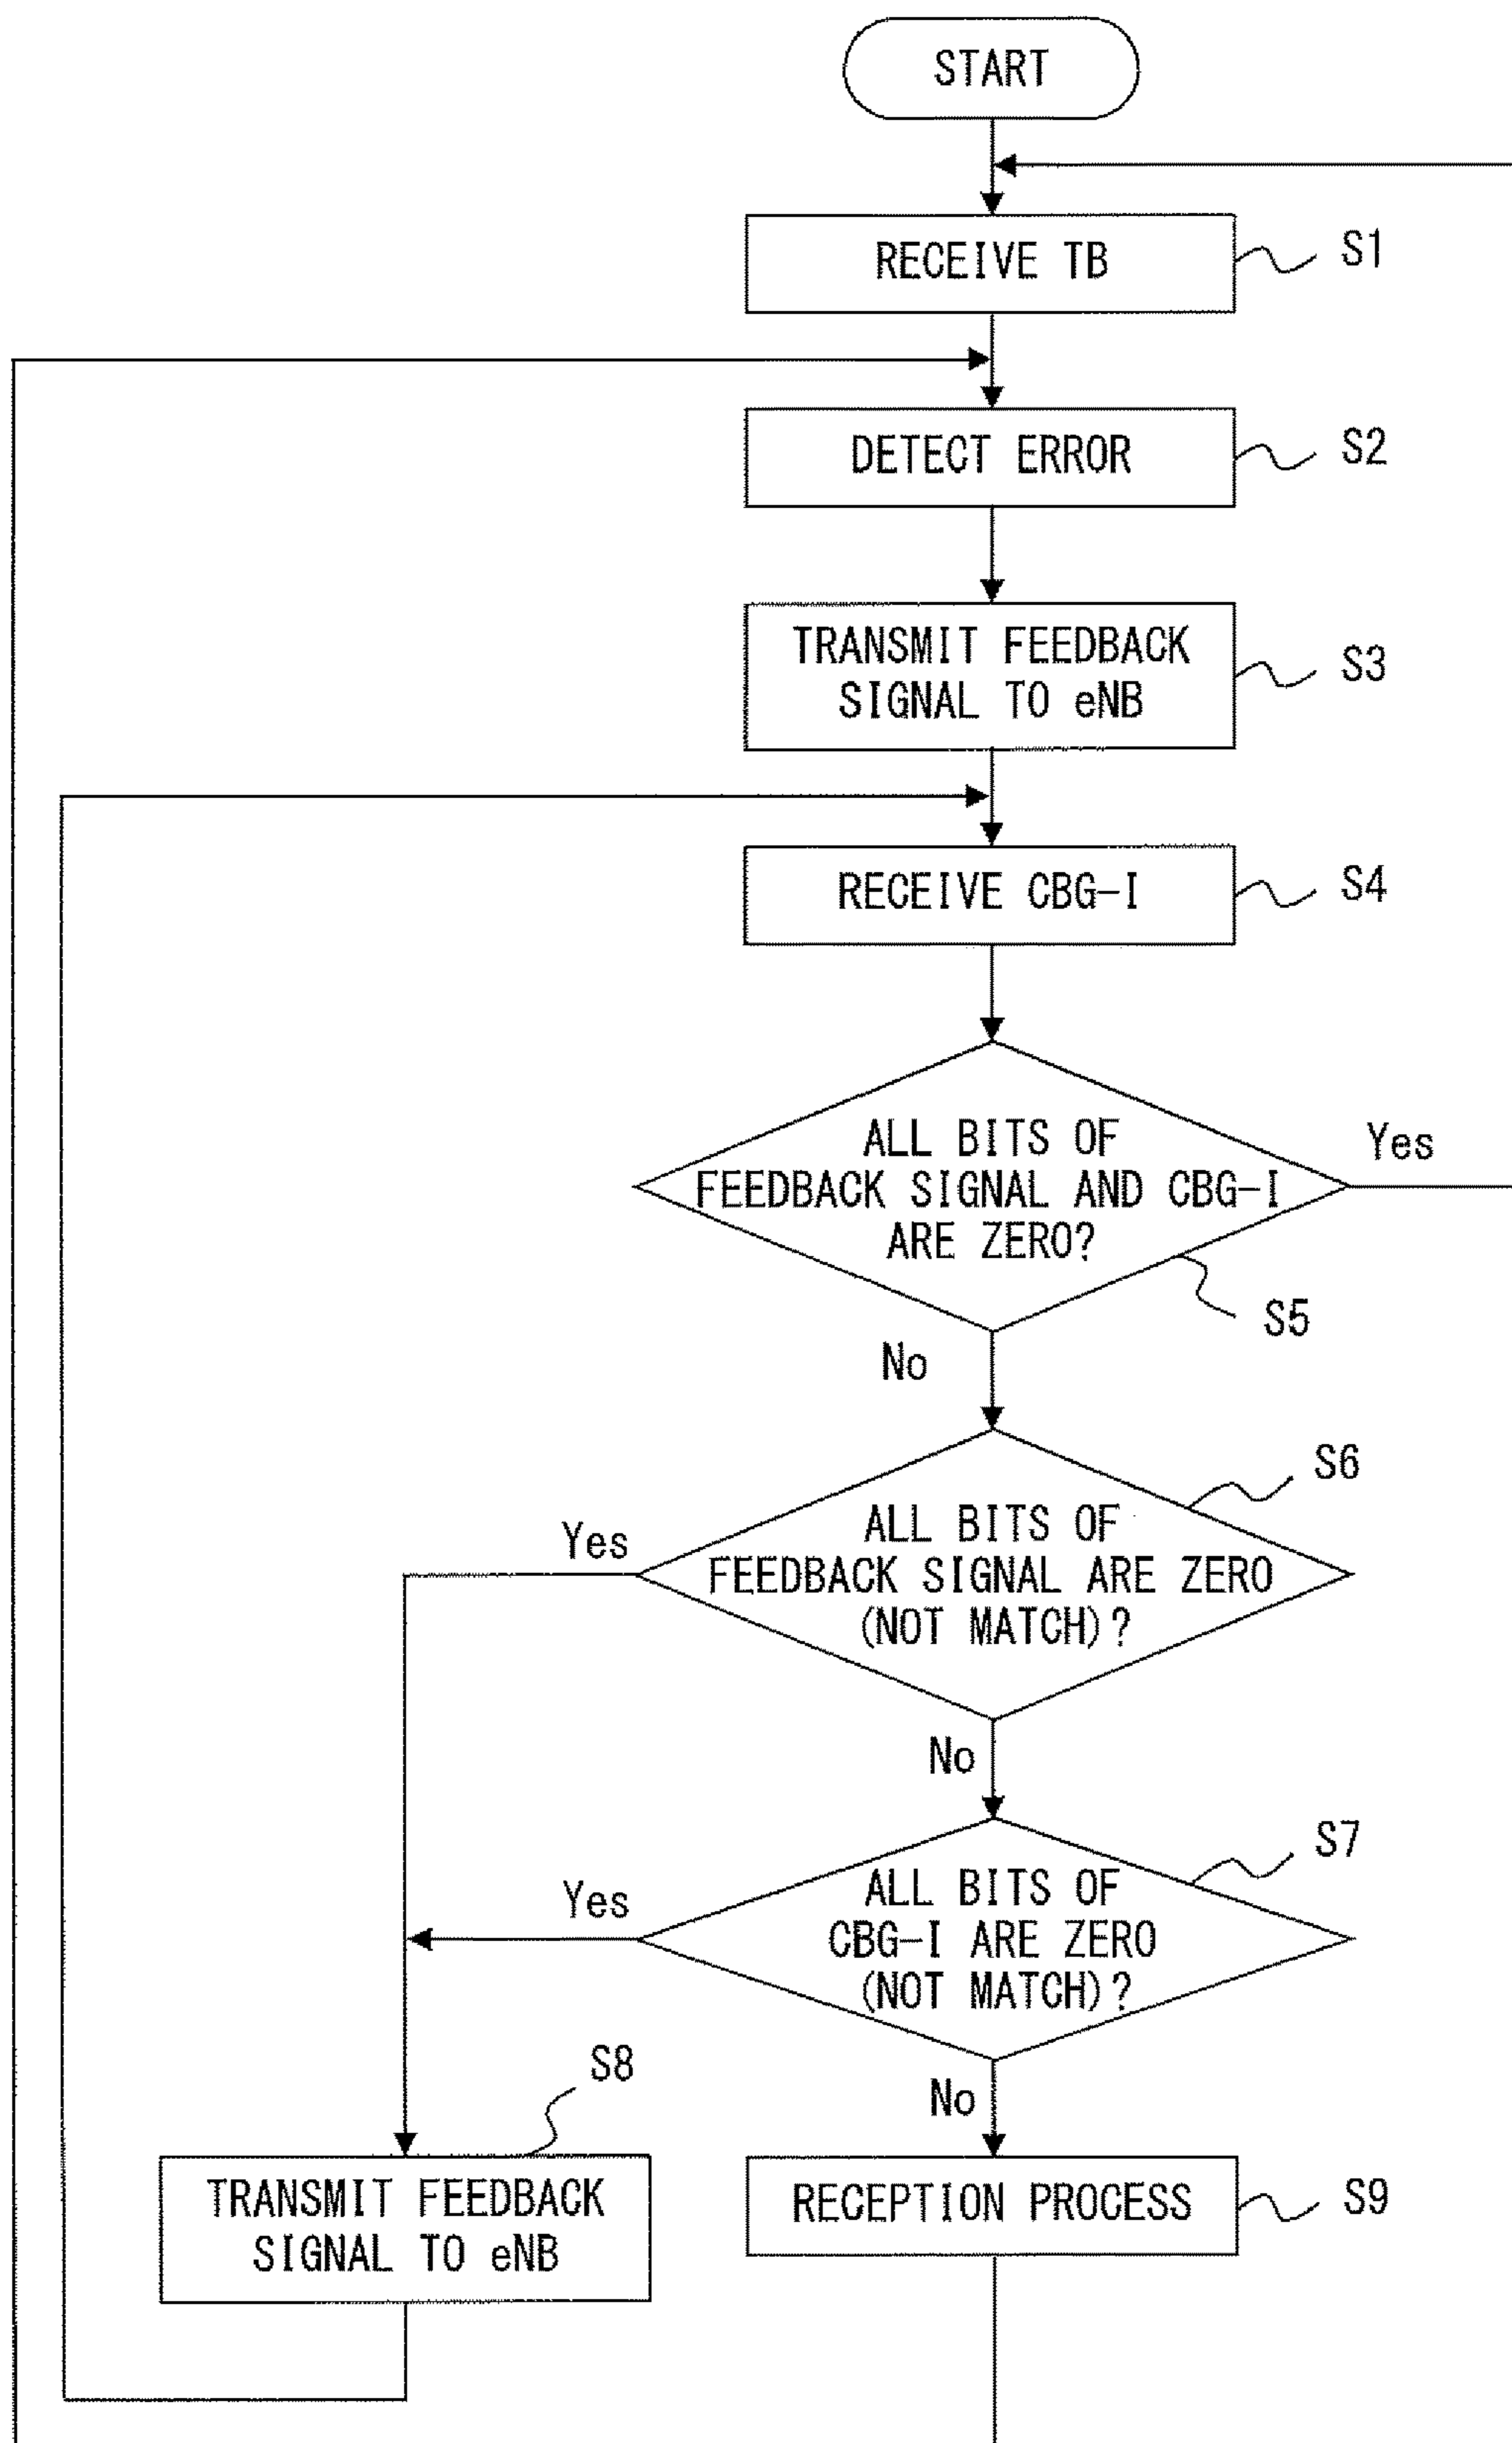 START
RECEIVE TB
S1
DETECT ERROR
S2
TRANSMIT FEEDBACK
SIGNAL TO eNB
S3
RECEIVE CBG-I
S4
ALL BITS OF
FEEDBACK SIGNAL AND CBG-I
ARE ZERO?
Yes
S5
No
S6
ALL BITS OF
FEEDBACK SIGNAL ARE ZERO
(NOT MATCH)?
Yes
No
S7
ALL BITS OF
CBG-I ARE ZERO
(NOT MATCH)?
Yes
No
S8
TRANSMIT FEEDBACK
SIGNAL TO eNB
RECEPTION PROCESS
S9